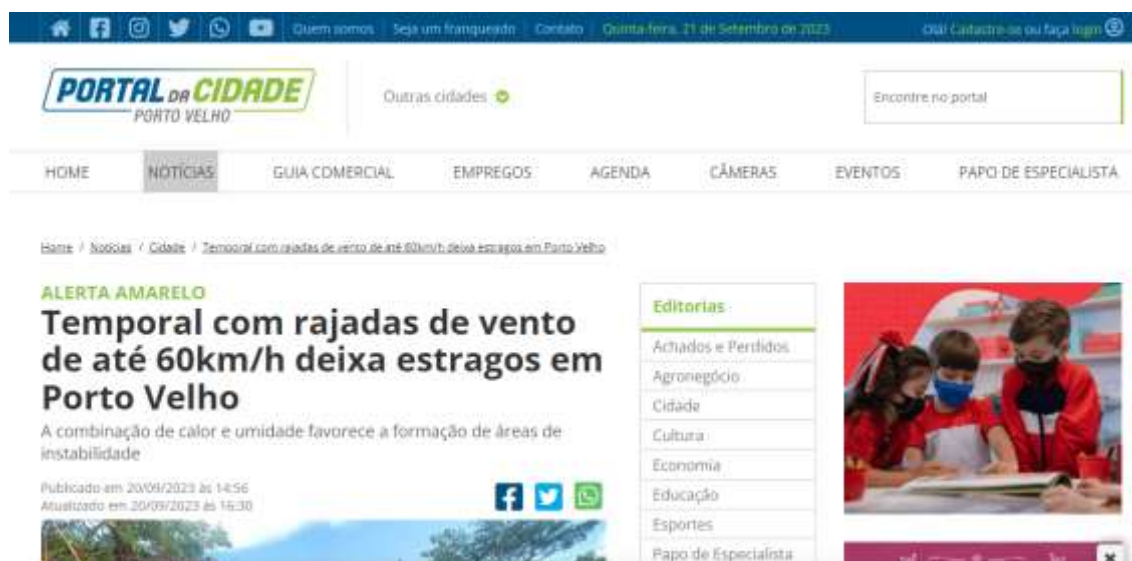 Quem somos Seja um franqueado Contato Quinta-feira, 21 de Setembro de 2023 Olá! Cadastre-se ou faça login
PORTAL DA CIDADE
PORTO VELHO
Outras cidades
Encontre no portal
HOME NOTÍCIAS GUIA COMERCIAL EMPREGOS AGENDA CÂMERAS EVENTOS PAPO DE ESPECIALISTA
Home / Notícias / Cidade / Temporal com rajadas de vento de até 60km/h deixa estragos em Porto Velho
ALERTA AMARELO
Temporal com rajadas de vento
de até 60km/h deixa estragos em
Porto Velho
A combinação de calor e umidade favorece a formação de áreas de
instabilidade
Publicado em 20/09/2023 às 14:56
Atualizado em 20/09/2023 às 16:30
Editorias
Achados e Perdidos
Agronegócio
Cidade
Cultura
Economia
Educação
Esportes
Papo de Especialista